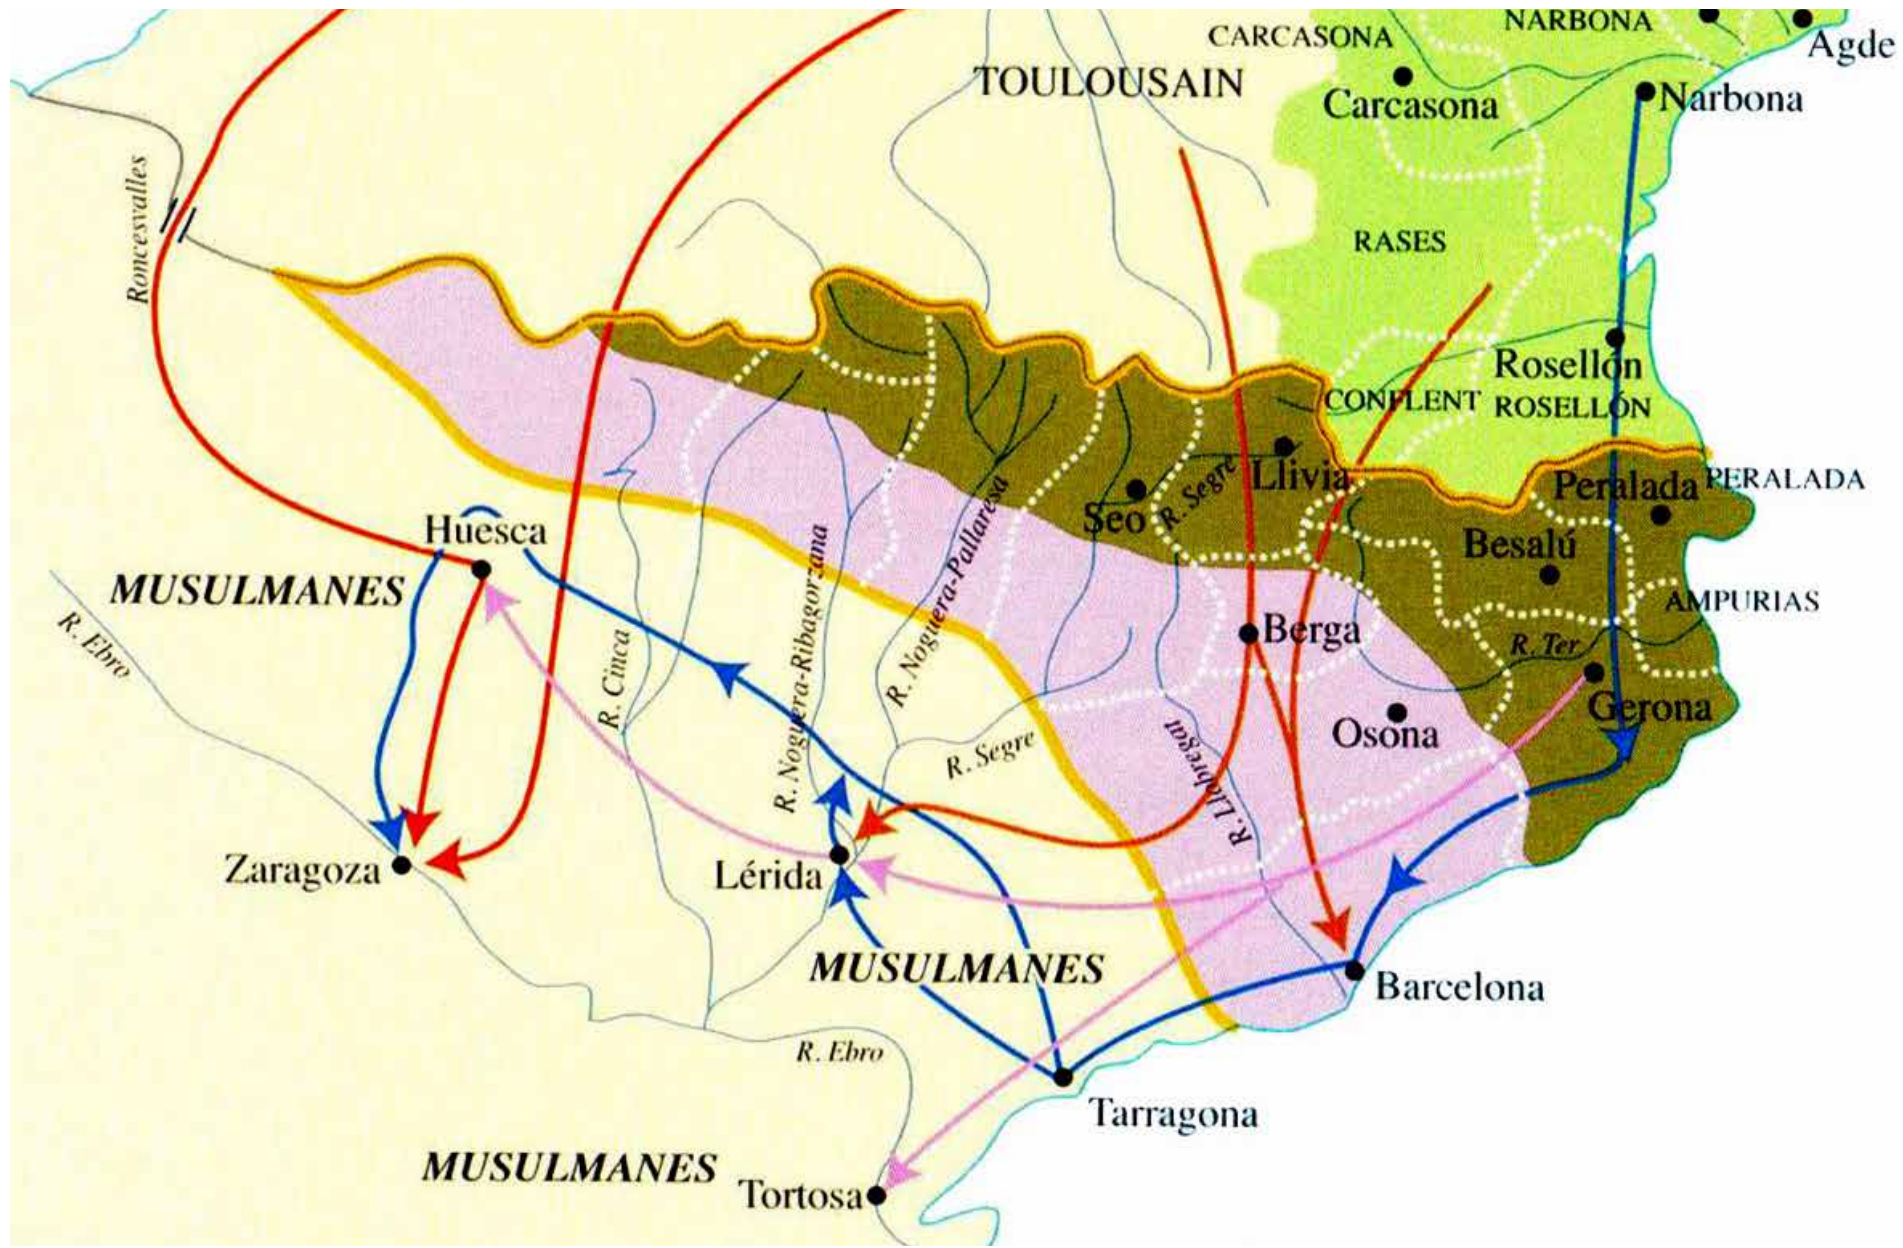 NARBONA
CARCASONA
Agde
TOULOUSAIN
Carcasona
Narbona
Roncesvalles
RASES
Rosellón
CONFLENT
ROSELLÓN
R. Segre
Llivia
Peralada
PERALADA
Seo
Huesca
Besalú
MUSULMANES
AMPURIAS
R. Ebro
R. Cinca
R. Noguera-Ribagorzana
R. Noguera-Pallaresa
Berga
R. Ter
Gerona
Osona
R. Segre
R. Llobregat
Zaragoza
Lérida
MUSULMANES
Barcelona
R. Ebro
Tarragona
MUSULMANES
Tortosa